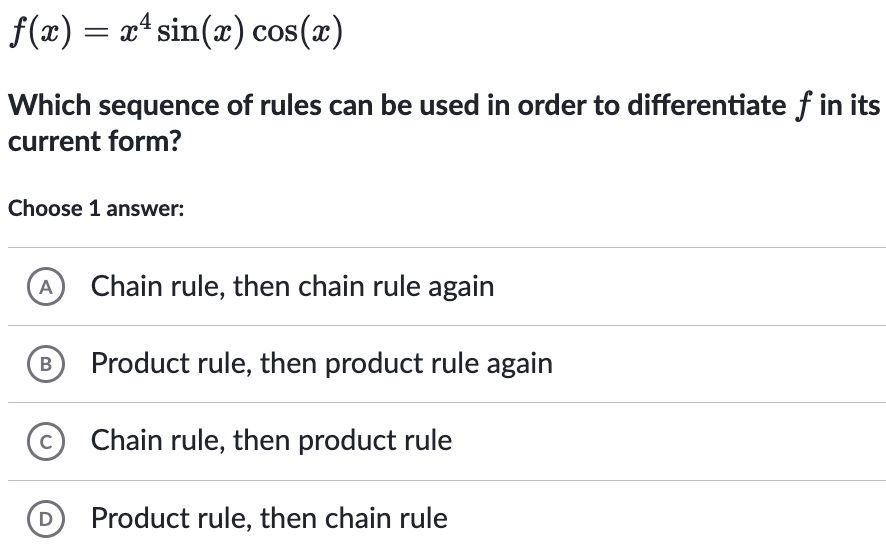 f(x) = x⁴ sin(x) cos(x)
Which sequence of rules can be used in order to differentiate f in its
current form?
Choose 1 answer:
A Chain rule, then chain rule again
B Product rule, then product rule again
C Chain rule, then product rule
D Product rule, then chain rule